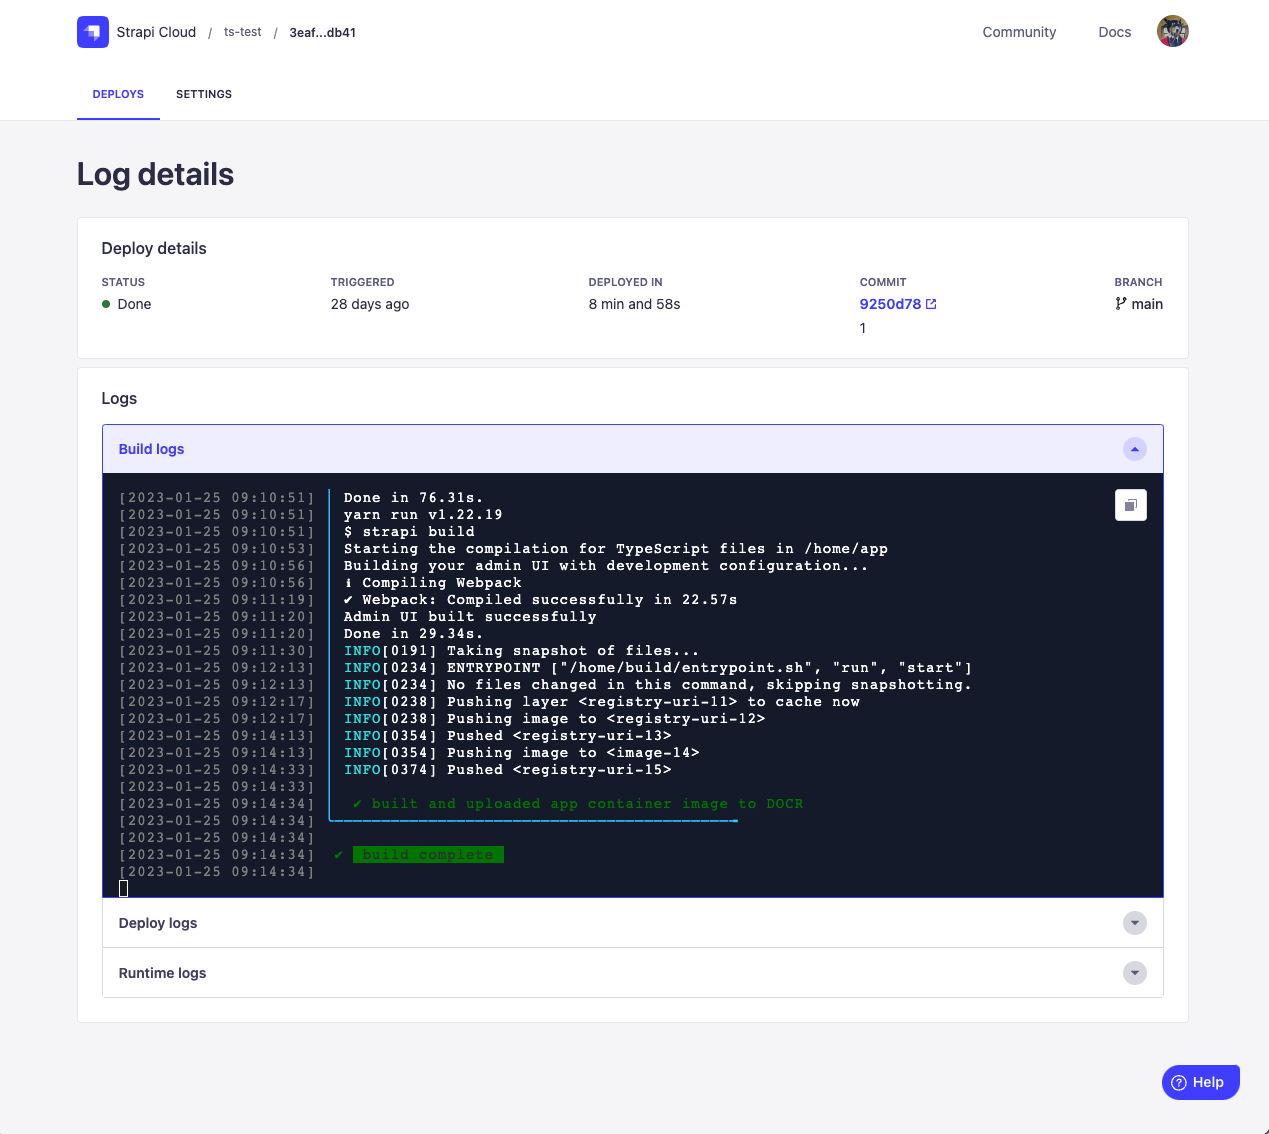 Strapi Cloud / ts-test / 3eaf...db41 Community Docs
DEPLOYS SETTINGS
Log details
Deploy details
STATUS TRIGGERED DEPLOYED IN COMMIT BRANCH
Done 28 days ago 8 min and 58s 9250d78 main
1
Logs
Build logs
[2023-01-25 09:10:51] Done in 76.31s.
[2023-01-25 09:10:51] yarn run v1.22.19
[2023-01-25 09:10:51] $ strapi build
[2023-01-25 09:10:53] Starting the compilation for TypeScript files in /home/app
[2023-01-25 09:10:56] Building your admin UI with development configuration...
[2023-01-25 09:10:56] ℹ Compiling Webpack
[2023-01-25 09:11:19] ✔ Webpack: Compiled successfully in 22.57s
[2023-01-25 09:11:20] Admin UI built successfully
[2023-01-25 09:11:20] Done in 29.34s.
[2023-01-25 09:11:30] INFO[0191] Taking snapshot of files...
[2023-01-25 09:12:13] INFO[0234] ENTRYPOINT ["/home/build/entrypoint.sh", "run", "start"]
[2023-01-25 09:12:13] INFO[0234] No files changed in this command, skipping snapshotting.
[2023-01-25 09:12:17] INFO[0238] Pushing layer <registry-uri-11> to cache now
[2023-01-25 09:12:17] INFO[0238] Pushing image to <registry-uri-12>
[2023-01-25 09:14:13] INFO[0354] Pushed <registry-uri-13>
[2023-01-25 09:14:13] INFO[0354] Pushing image to <image-14>
[2023-01-25 09:14:33] INFO[0374] Pushed <registry-uri-15>
[2023-01-25 09:14:33]
[2023-01-25 09:14:34] ✔ built and uploaded app container image to DOCR
[2023-01-25 09:14:34]
[2023-01-25 09:14:34]
[2023-01-25 09:14:34] ✔ build complete
[2023-01-25 09:14:34]
Deploy logs
Runtime logs
Help